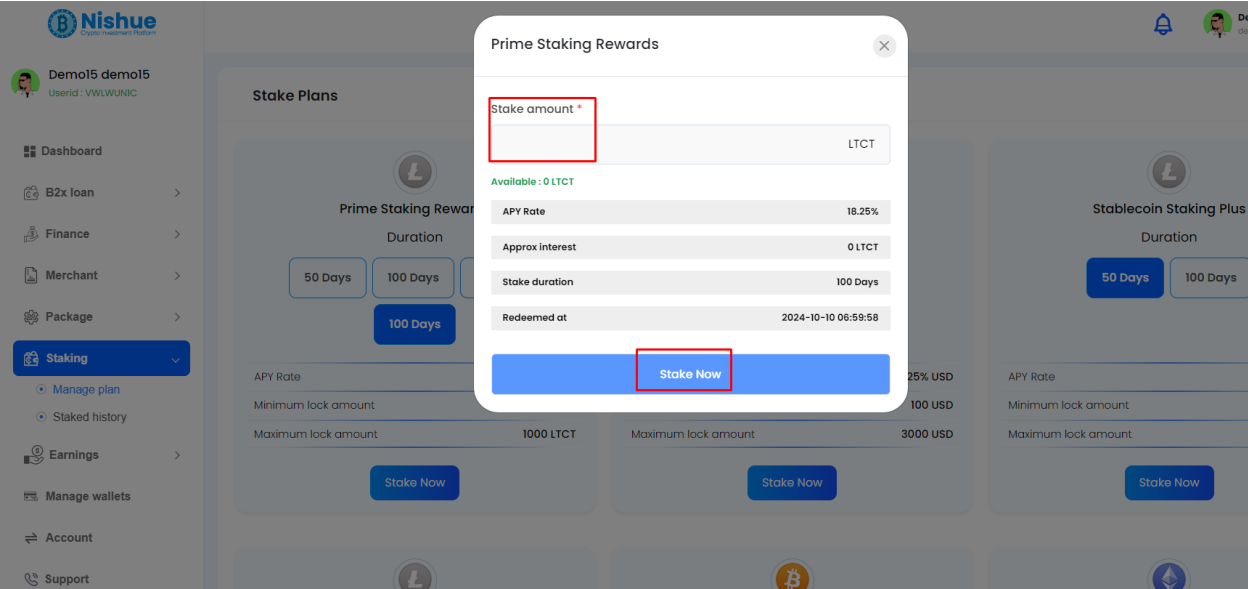 Nishue
Crypto Investment Platform
Demo15 demo15
Userid : VWLWUN1C
Dashboard
B2x loan
Finance
Merchant
Package
Staking
Manage plan
Staked history
Earnings
Manage wallets
Account
Support
Stake Plans
Prime Staking Rewar
Duration
50 Days
100 Days
100 Days
APY Rate
Minimum lock amount
Maximum lock amount 1000 LTCT
Stake Now
Prime Staking Rewards
Stake amount *
LTCT
Available : 0 LTCT
APY Rate 18.25%
Approx interest 0 LTCT
Stake duration 100 Days
Redeemed at 2024-10-10 06:59:58
Stake Now
25% USD
100 USD
Maximum lock amount 3000 USD
Stake Now
De
de
Stablecoin Staking Plus
Duration
50 Days
100 Days
APY Rate
Minimum lock amount
Maximum lock amount
Stake Now